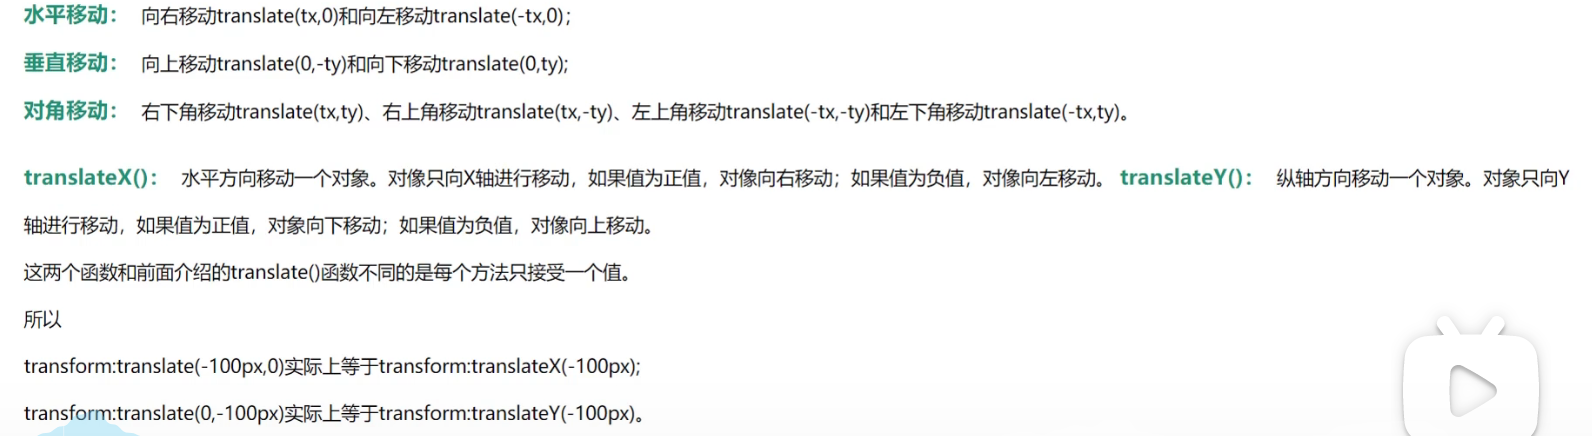 水平移动： 向右移动translate(tx,0)和向左移动translate(-tx,0)；
垂直移动： 向上移动translate(0,-ty)和向下移动translate(0,ty);
对角移动： 右下角移动translate(tx,ty)、右上角移动translate(tx,-ty)、左上角移动translate(-tx,-ty)和左下角移动translate(-tx,ty)。
translateX()： 水平方向移动一个对象。对像只向X轴进行移动，如果值为正值，对像向右移动；如果值为负值，对像向左移动。 translateY()： 纵轴方向移动一个对象。对象只向Y
轴进行移动，如果值为正值，对象向下移动；如果值为负值，对像向上移动。
这两个函数和前面介绍的translate()函数不同的是每个方法只接受一个值。
所以
transform:translate(-100px,0)实际上等于transform:translateX(-100px);
transform:translate(0,-100px)实际上等于transform:translateY(-100px)。